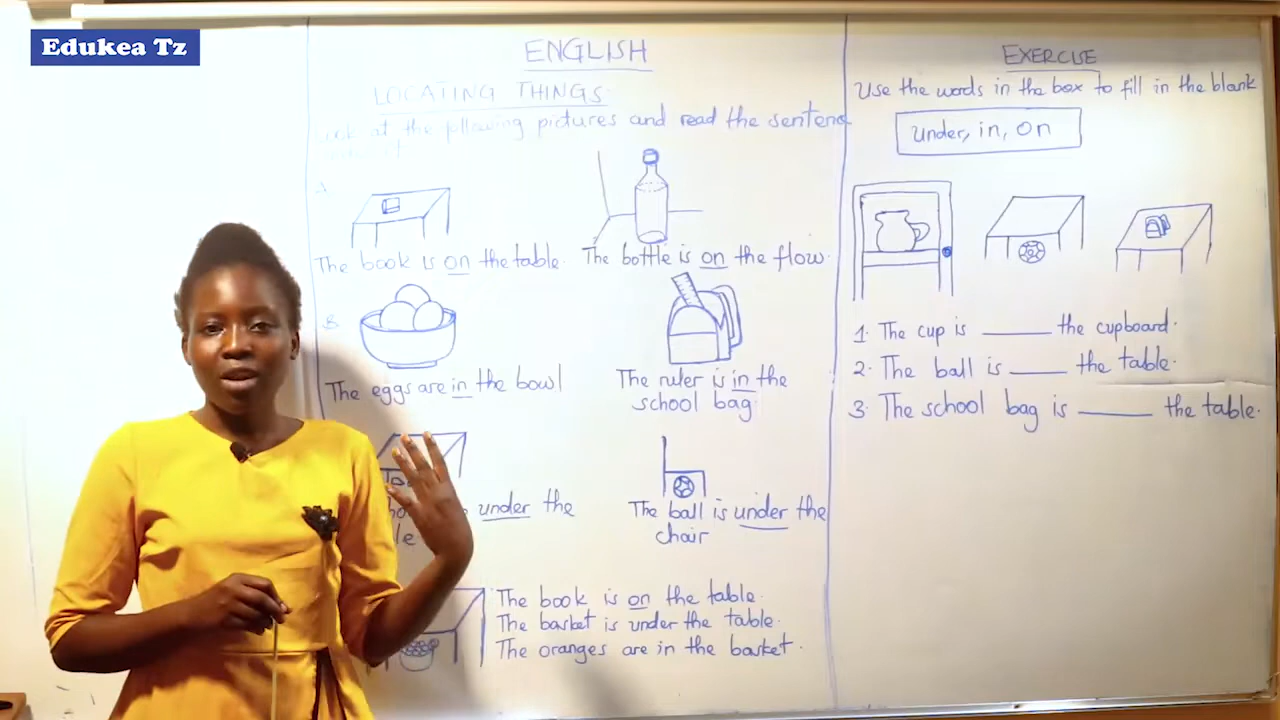 Edukea Tz
ENGLISH
LOCATING THINGS
Look at the following pictures and read the sentence
A
The book is on the table.
The bottle is on the flow.
B.
The eggs are in the bowl
The ruler is in the
school bag.
under the
The ball is under the
chair
The book is on the table.
The basket is under the table.
The oranges are in the basket.
EXERCISE
Use the words in the box to fill in the blank
under, in, on
1. The cup is ______ the cupboard.
2. The ball is ______ the table.
3. The school bag is ______ the table.